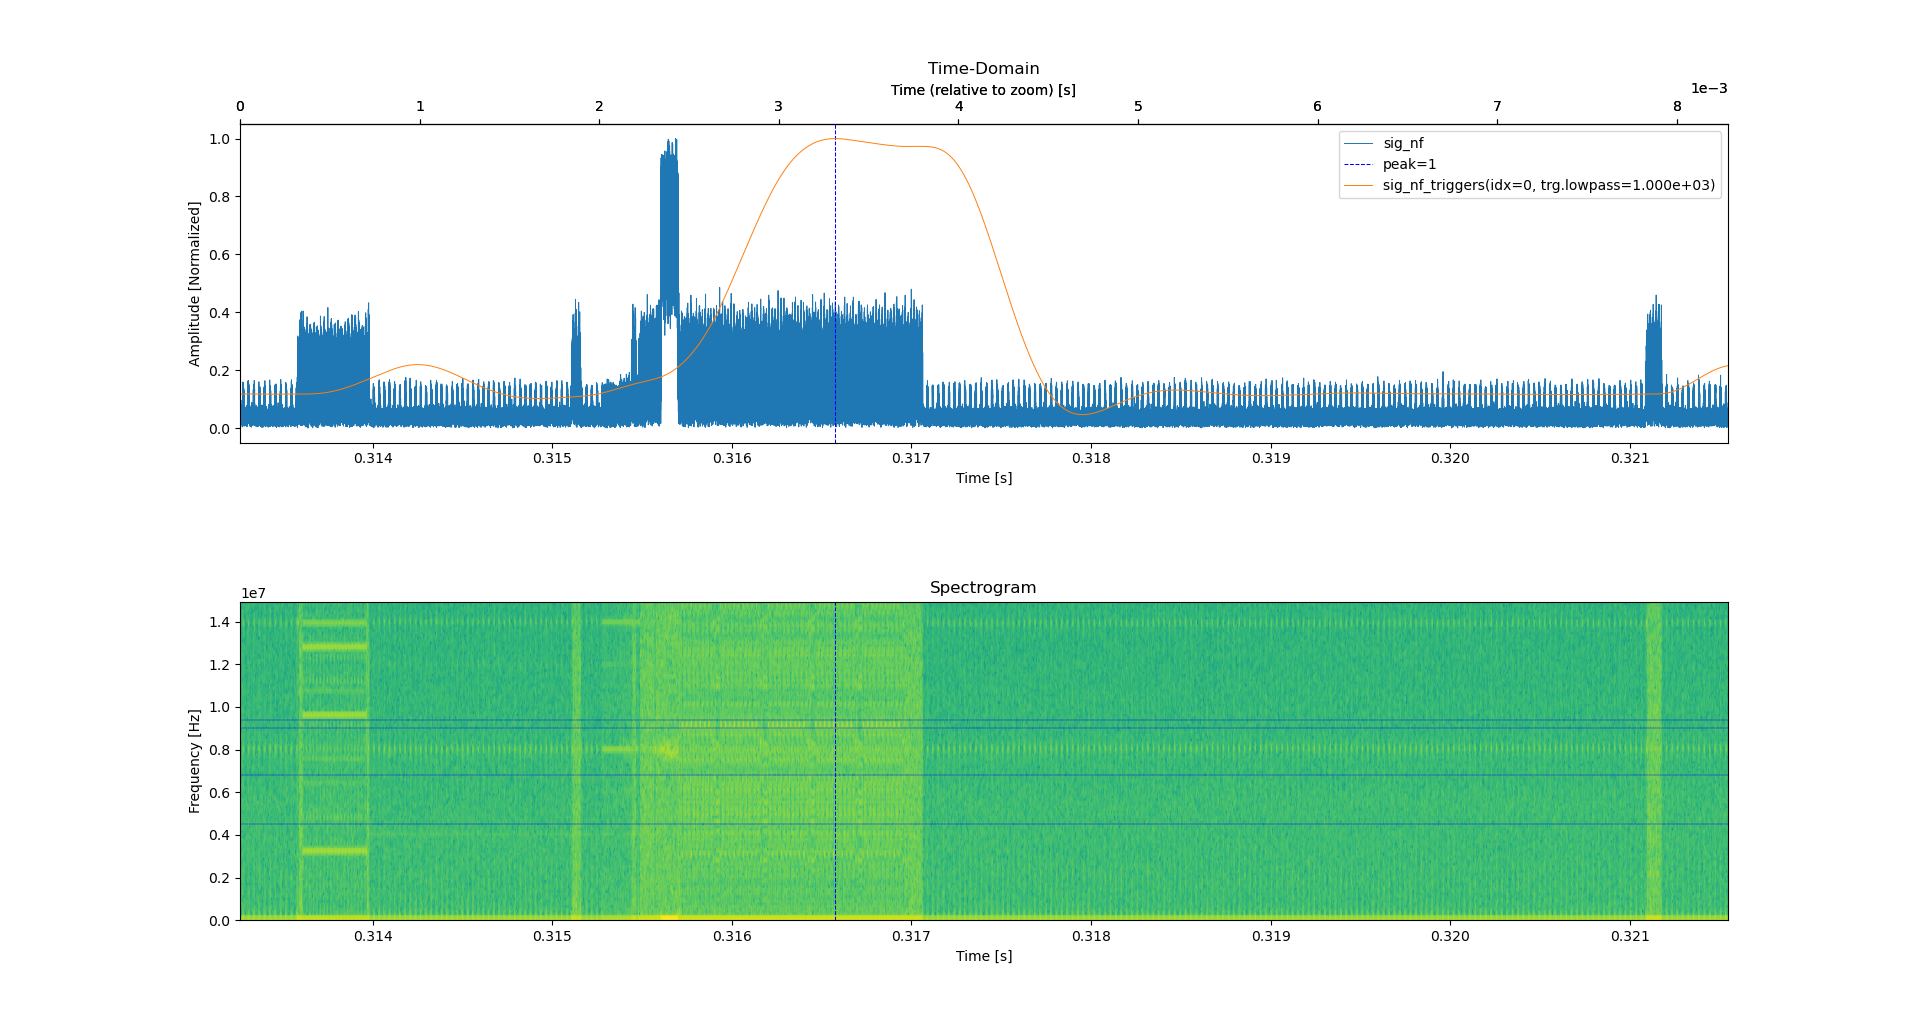 Time-Domain
Time (relative to zoom) [s]
1e−3
0 1 2 3 4 5 6 7 8
Amplitude [Normalized]
1.0
0.8
0.6
0.4
0.2
0.0
sig_nf
peak=1
sig_nf_triggers(idx=0, trg.lowpass=1.000e+03)
0.314 0.315 0.316 0.317 0.318 0.319 0.320 0.321
Time [s]
Spectrogram
1e7
Frequency [Hz]
1.4
1.2
1.0
0.8
0.6
0.4
0.2
0.0
0.314 0.315 0.316 0.317 0.318 0.319 0.320 0.321
Time [s]